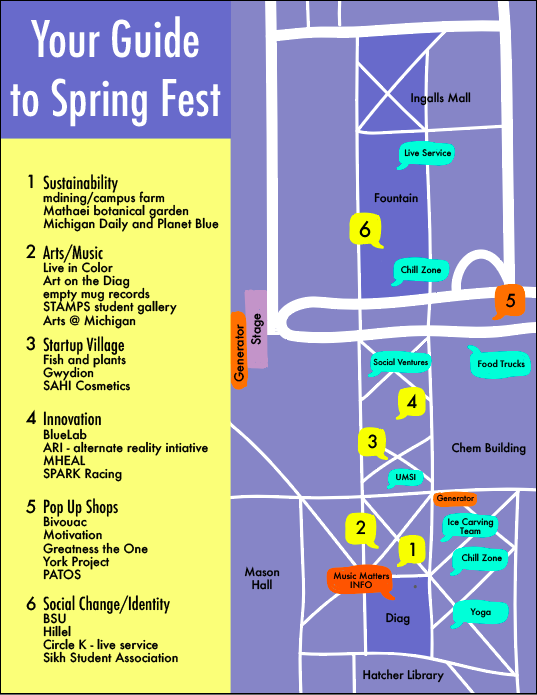 Your Guide
to Spring Fest
1 Sustainability
mdining/campus farm
Mathaei botanical garden
Michigan Daily and Planet Blue
2 Arts/Music
Live in Color
Art on the Diag
empty mug records
STAMPS student gallery
Arts @ Michigan
3 Startup Village
Fish and plants
Gwydion
SAHI Cosmetics
4 Innovation
BlueLab
ARI - alternate reality intiative
MHEAL
SPARK Racing
5 Pop Up Shops
Bivouac
Motivation
Greatness the One
York Project
PATOS
6 Social Change/Identity
BSU
Hillel
Circle K - live service
Sikh Student Association
Ingalls Mall
Live Service
Fountain
6
Chill Zone
5
Stage
Generator
Social Ventures
Food Trucks
4
3
Chem Building
UMSI
Generator
2
Ice Carving
Team
1
Chill Zone
Mason
Hall
Music Matters
INFO
Yoga
Diag
Hatcher Library